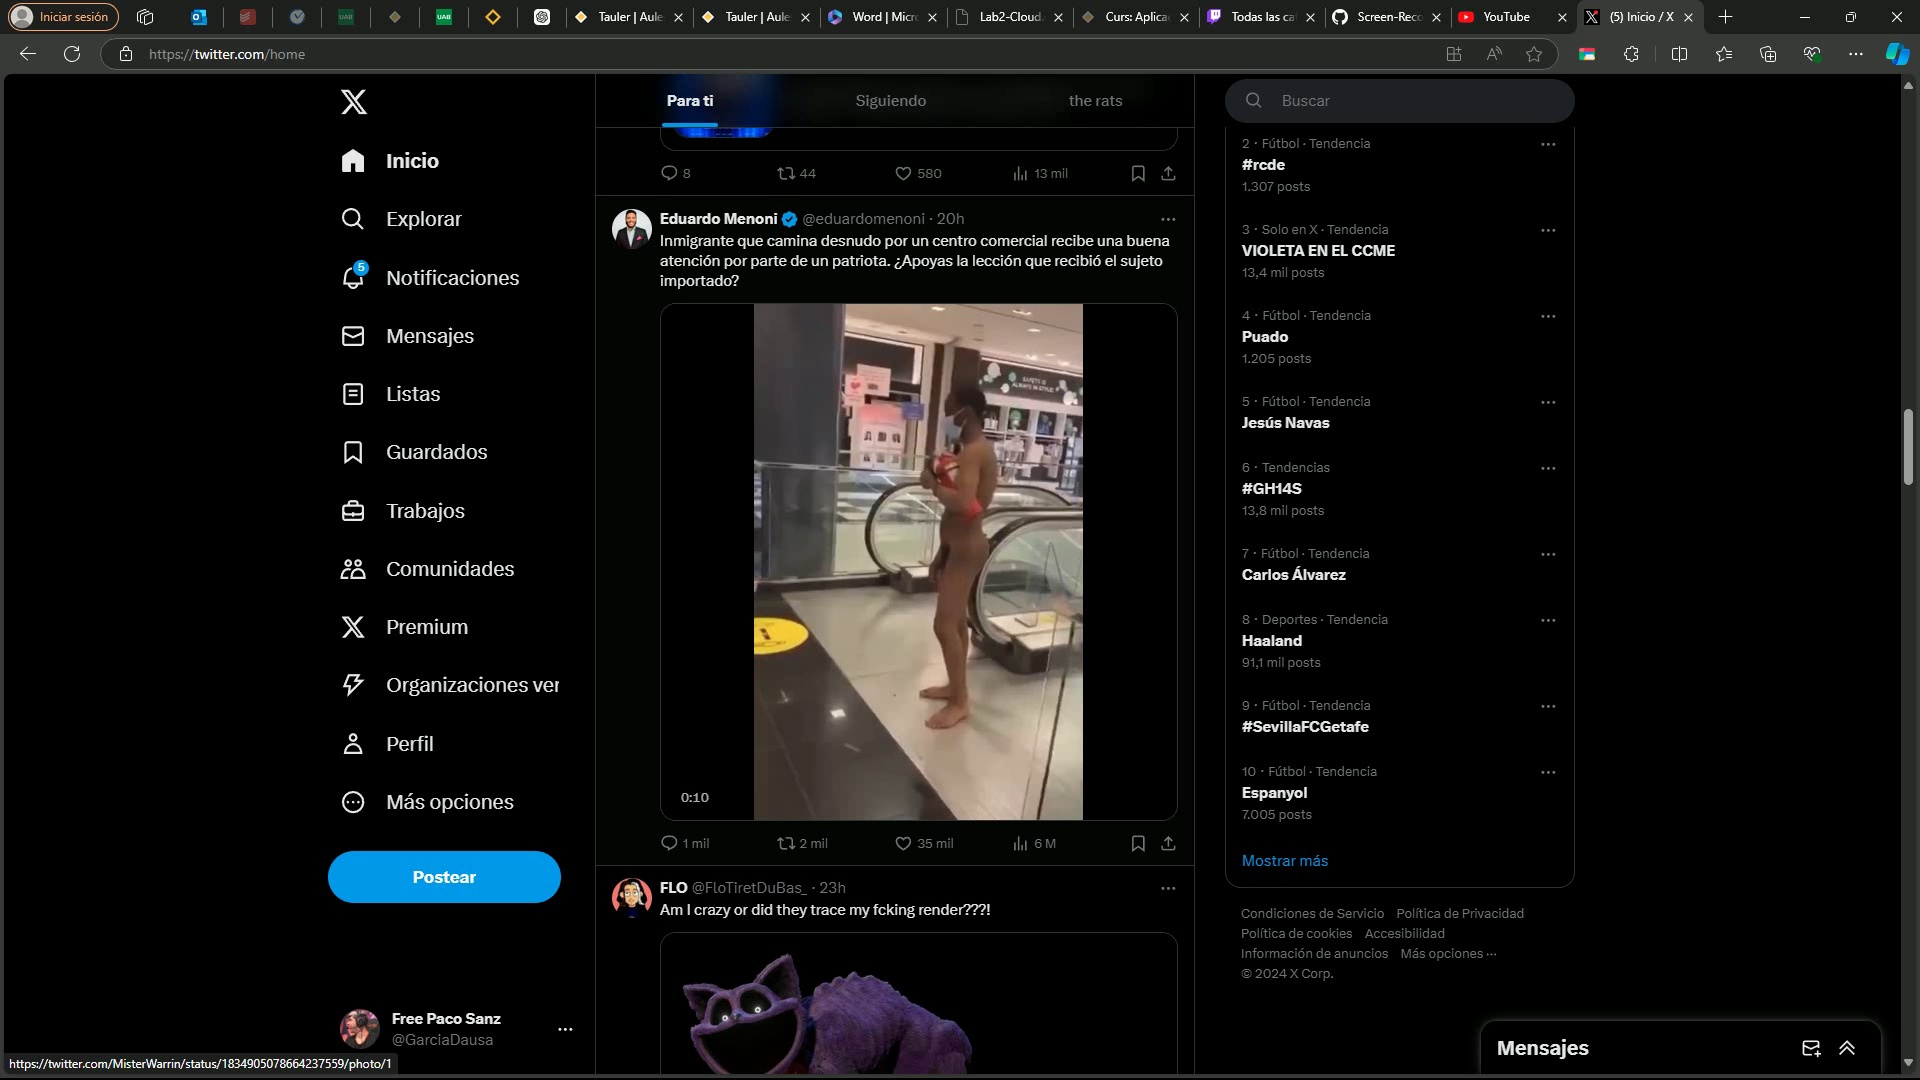 Iniciar sesión
Tauler | Aule
Tauler | Aule
Word | Micr
Lab2-Cloud.
Curs: Aplica
Todas las ca
Screen-Reco
YouTube
(5) Inicio / X
https://twitter.com/home
Inicio
Explorar
5
Notificaciones
Mensajes
Listas
Guardados
Trabajos
Comunidades
Premium
Organizaciones ver
Perfil
Más opciones
Postear
Free Paco Sanz
@GarciaDausa
https://twitter.com/MisterWarrin/status/1834905078664237559/photo/1
Para ti
Siguiendo
the rats
8 44 580 13 mil
Eduardo Menoni @eduardomenoni · 20h
Inmigrante que camina desnudo por un centro comercial recibe una buena
atención por parte de un patriota. ¿Apoyas la lección que recibió el sujeto
importado?
0:10
1 mil 2 mil 35 mil 6 M
FLO @FloTiretDuBas_ · 23h
Am I crazy or did they trace my fcking render???!
Buscar
2 · Fútbol · Tendencia
#rcde
1.307 posts
3 · Solo en X · Tendencia
VIOLETA EN EL CCME
13,4 mil posts
4 · Fútbol · Tendencia
Puado
1.205 posts
5 · Fútbol · Tendencia
Jesús Navas
6 · Tendencias
#GH14S
13,8 mil posts
7 · Fútbol · Tendencia
Carlos Álvarez
8 · Deportes · Tendencia
Haaland
91,1 mil posts
9 · Fútbol · Tendencia
#SevillaFCGetafe
10 · Fútbol · Tendencia
Espanyol
7.005 posts
Mostrar más
Condiciones de Servicio Política de Privacidad
Política de cookies Accesibilidad
Información de anuncios Más opciones ···
© 2024 X Corp.
Mensajes